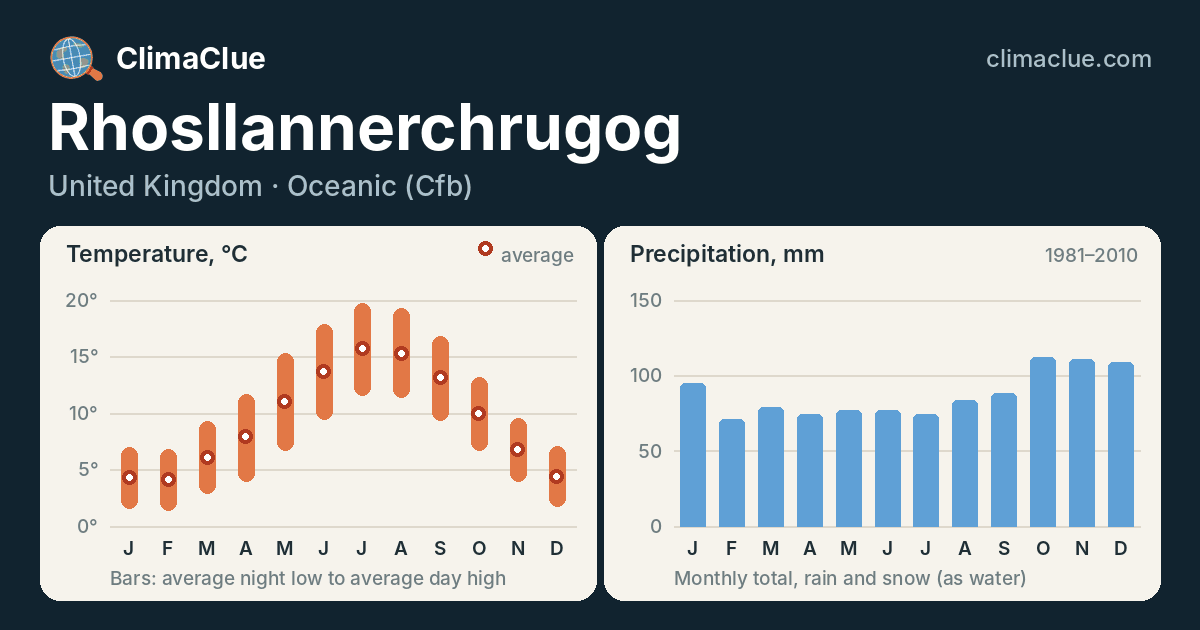 ClimaClue
climaclue.com
Rhosllannerchrugog
United Kingdom · Oceanic (Cfb)
Temperature, °C
average
20°
15°
10°
5°
0°
J F M A M J J A S O N D
Bars: average night low to average day high
Precipitation, mm
1981–2010
150
100
50
0
J F M A M J J A S O N D
Monthly total, rain and snow (as water)